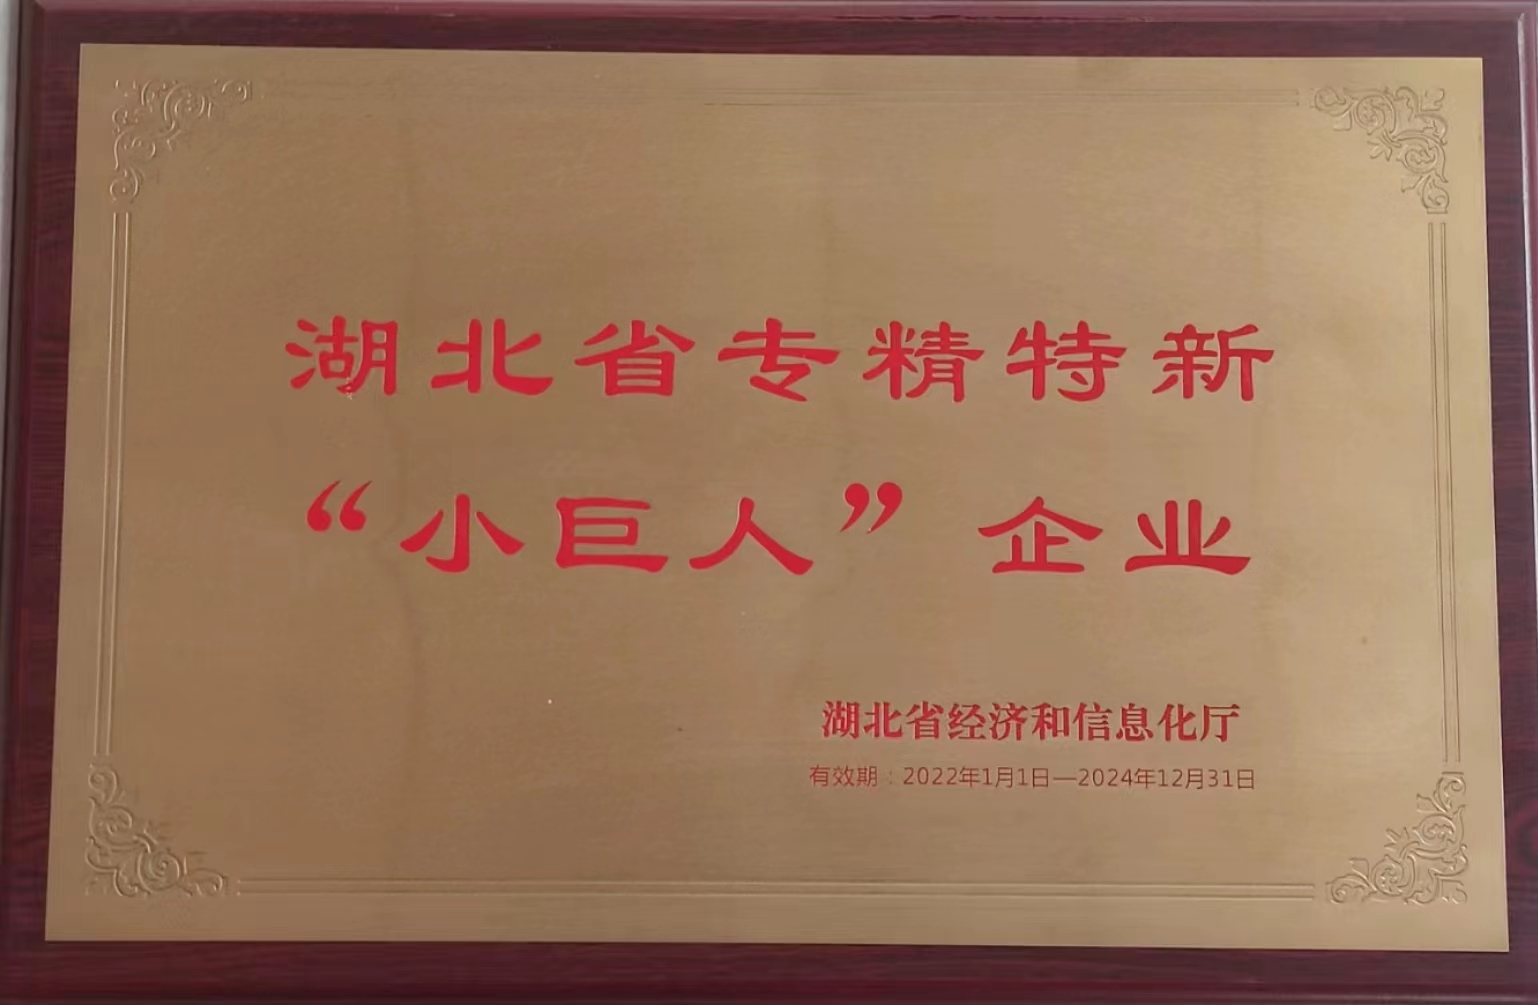 湖北省专精特新
“小巨人”企业
湖北省经济和信息化厅
有效期：2022年1月1日—2024年12月31日